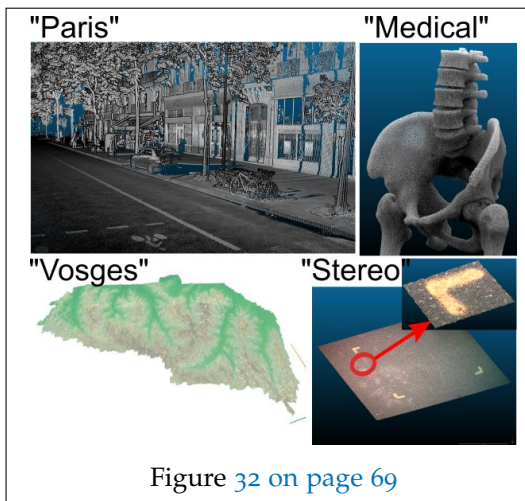 "Paris" "Medical"
"Vosges" "Stereo"
Figure 32 on page 69